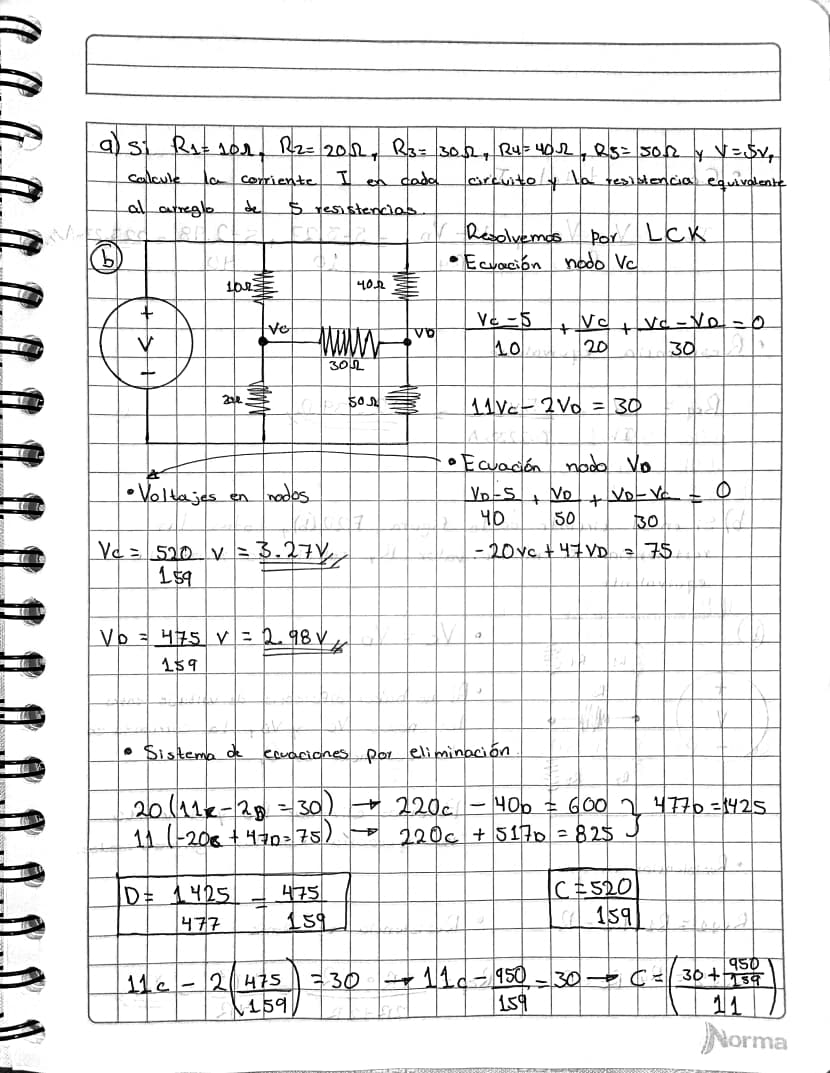 a) si R1=10Ω, R2=20Ω, R3=30Ω, R4=40Ω, R5=50Ω y V=5v,
calcule la corriente I en cada circuito y la resistencia equivalente
al arreglo de 5 resistencias.
Resolvemos por LCK
b
• Ecuación nodo Vc
10Ω
40Ω
+
V
−
Vc
VD
30Ω
20Ω
50Ω
Vc−5/10 + Vc/20 + Vc−VD/30 = 0
11Vc − 2VD = 30
• Ecuación nodo VD
• Voltajes en nodos
VD−5/40 + VD/50 + VD−Vc/30 = 0
−20Vc + 47VD = 75
Vc = 520/159 V = 3.27V
VD = 475/159 V = 2.98V
• Sistema de ecuaciones por eliminación.
20(11c−2D=30) → 220c − 40D = 600 } 477D=1425
11(−20c+47D=75) → 220c + 517D = 825
D= 1425/477 = 475/159
C=520/159
11c − 2(475/159) = 30 → 11c − 950/159 = 30 → C = (30+950/159/11)
Norma